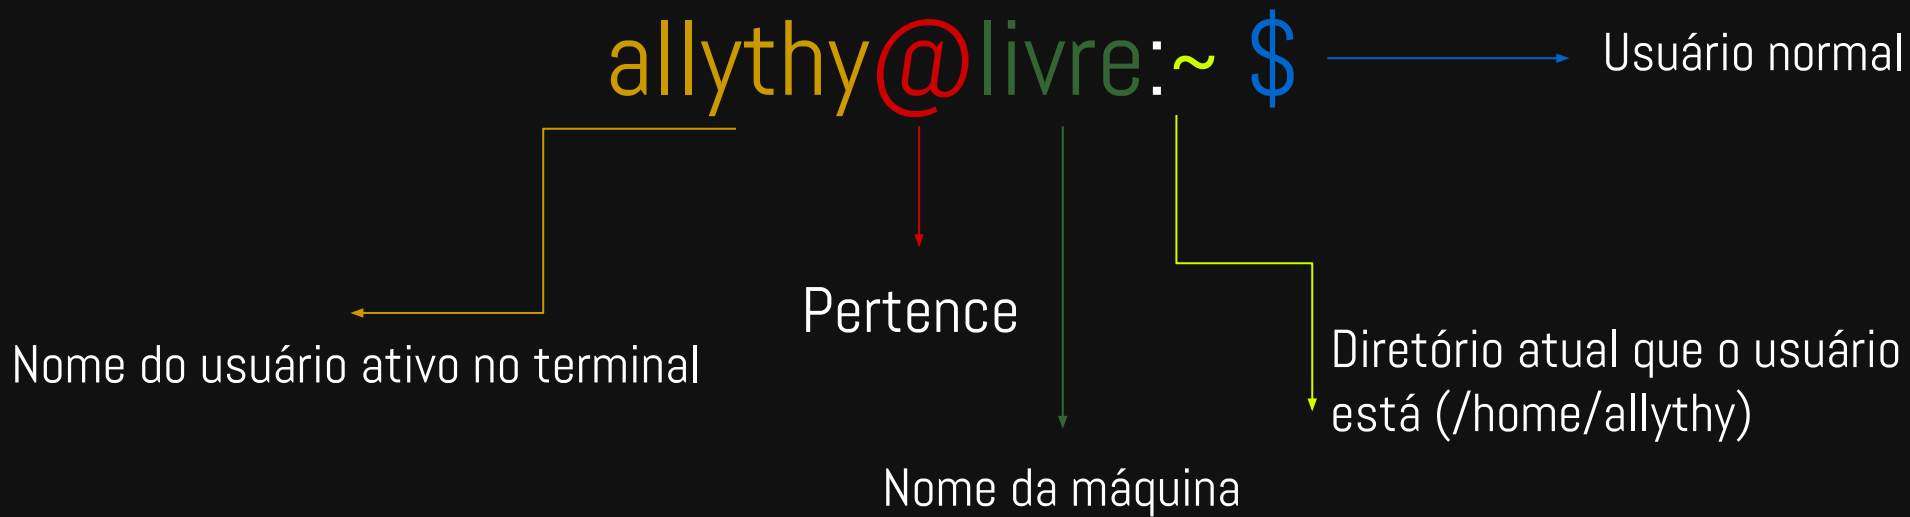 allythy@livre:~ $
Usuário normal
Pertence
Nome do usuário ativo no terminal
Diretório atual que o usuário
está (/home/allythy)
Nome da máquina